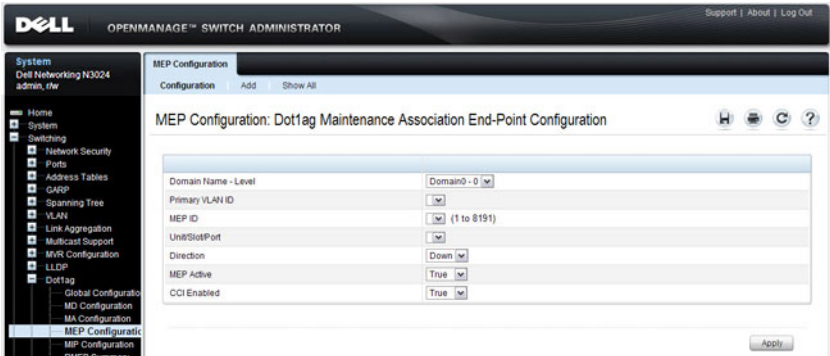 Support | About | Log Out
DELL OPENMANAGE™ SWITCH ADMINISTRATOR
System
Dell Networking N3024
admin, r/w
Home
System
Switching
Network Security
Ports
Address Tables
GARP
Spanning Tree
VLAN
Link Aggregation
Multicast Support
MVR Configuration
LLDP
Dot1ag
Global Configuratio
MD Configuration
MA Configuration
MEP Configuratic
MIP Configuration
RMEP Summary
MEP Configuration
Configuration Add Show All
MEP Configuration: Dot1ag Maintenance Association End-Point Configuration
Domain Name - Level Domain0 - 0
Primary VLAN ID
MEP ID (1 to 8191)
Unit/Slot/Port
Direction Down
MEP Active True
CCI Enabled True
Apply